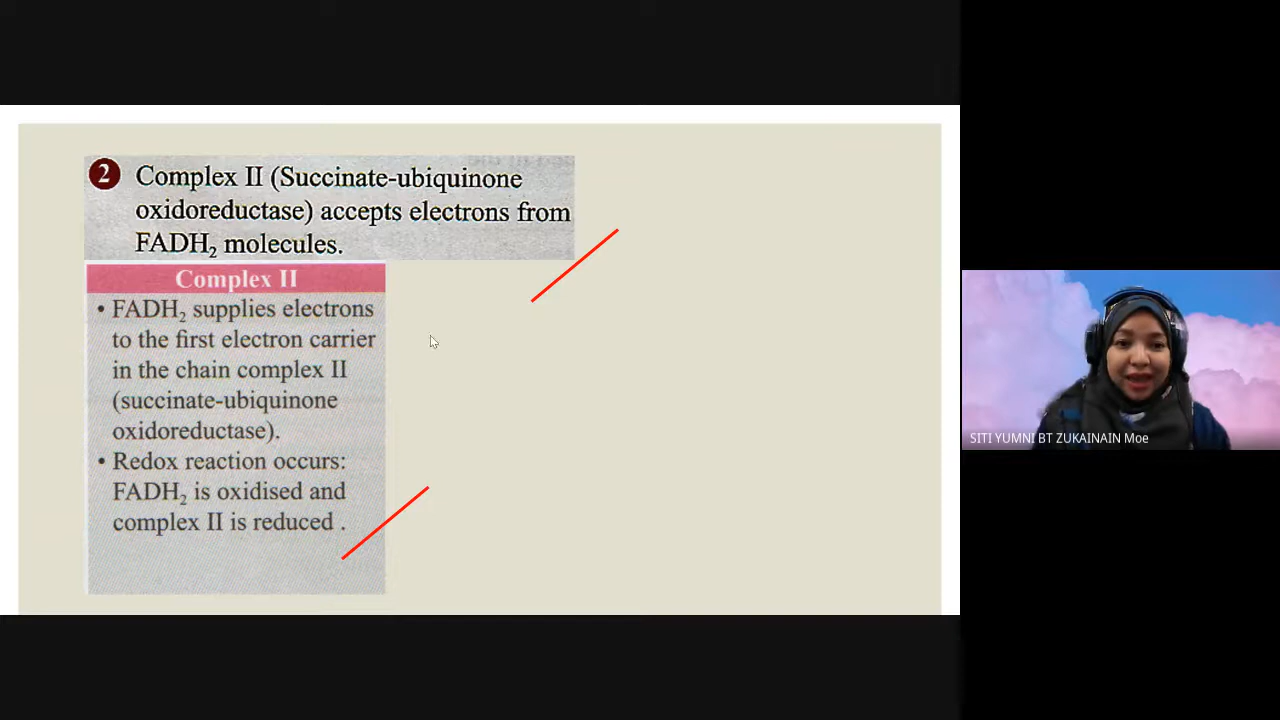 2 Complex II (Succinate-ubiquinone
oxidoreductase) accepts electrons from
FADH₂ molecules.
Complex II
• FADH₂ supplies electrons
to the first electron carrier
in the chain complex II
(succinate-ubiquinone
oxidoreductase).
• Redox reaction occurs:
FADH₂ is oxidised and
complex II is reduced .
SITI YUMNI BT ZUKAINAIN Moe